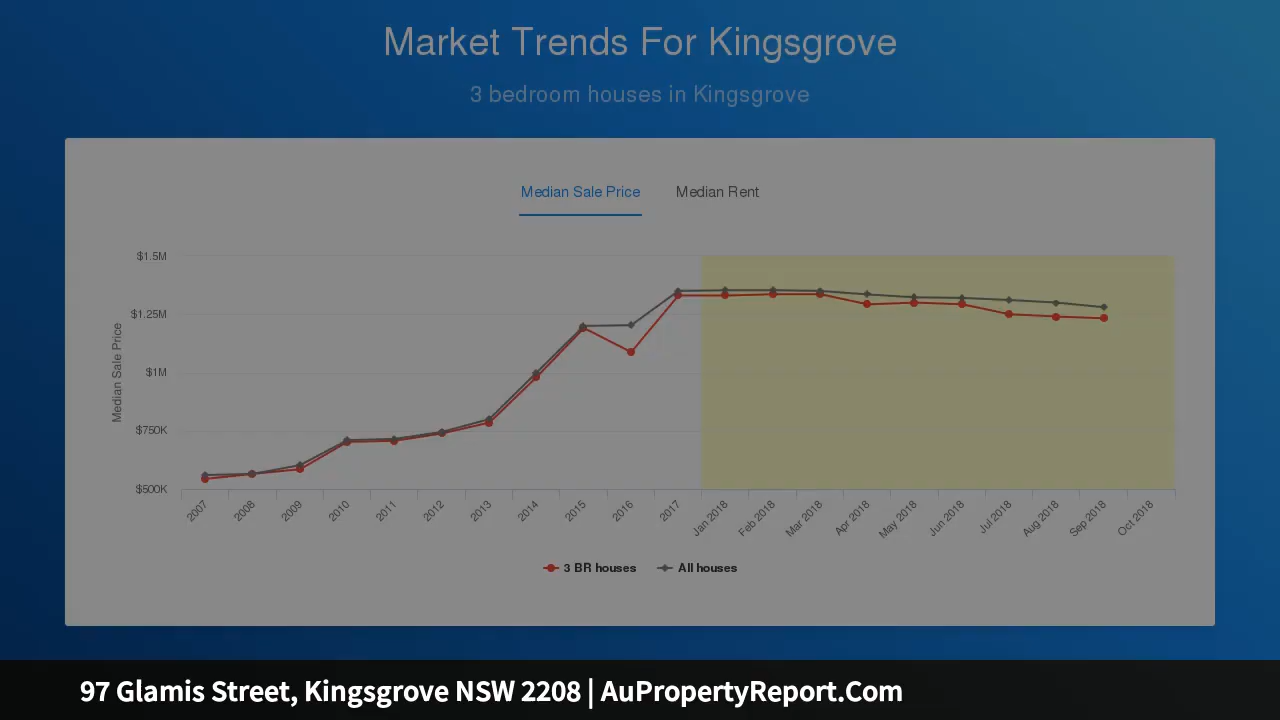 Market Trends For Kingsgrove
3 bedroom houses in Kingsgrove
Median Sale Price Median Rent
$1.5M
$1.25M
$1M
$750K
$500K
Median Sale Price
2007 2008 2009 2010 2011 2012 2013 2014 2015 2016 2017 Jan 2018 Feb 2018 Mar 2018 Apr 2018 May 2018 Jun 2018 Jul 2018 Aug 2018 Sep 2018 Oct 2018
3 BR houses All houses
97 Glamis Street, Kingsgrove NSW 2208 | AuPropertyReport.Com